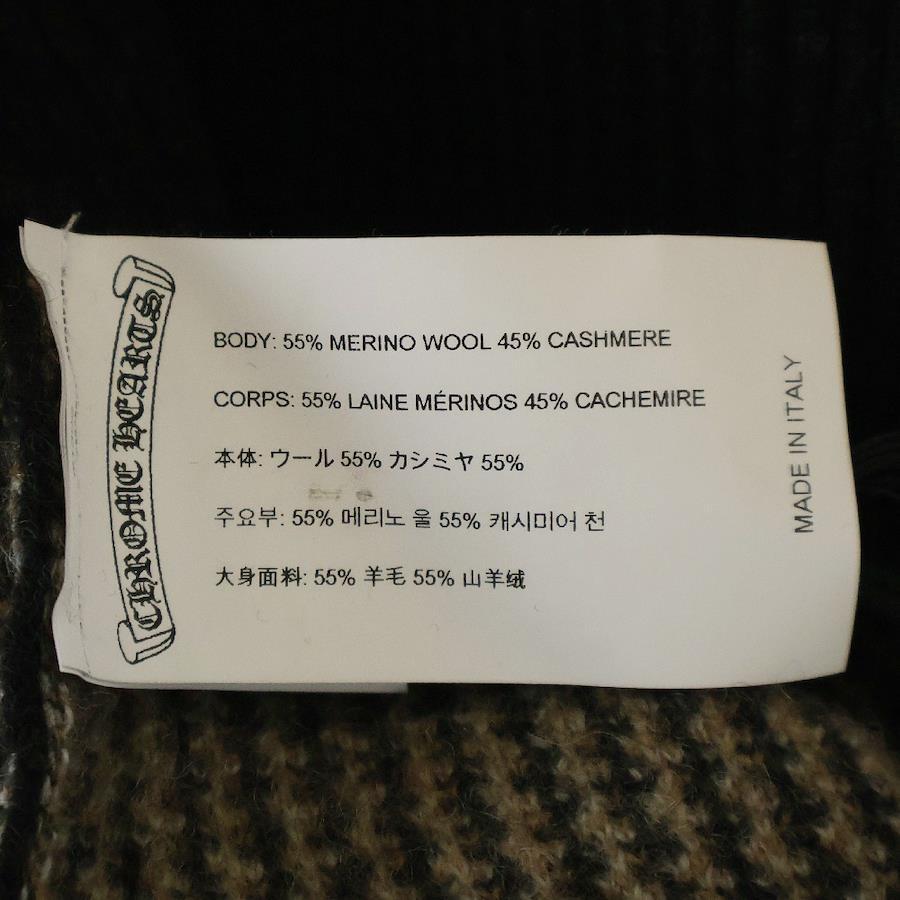 CHROME HEARTS
BODY: 55% MERINO WOOL 45% CASHMERE
CORPS: 55% LAINE MÉRINOS 45% CACHEMIRE
本体: ウール 55% カシミヤ 55%
주요부: 55% 메리노 울 55% 캐시미어 천
大身面料: 55% 羊毛 55% 山羊绒
MADE IN ITALY